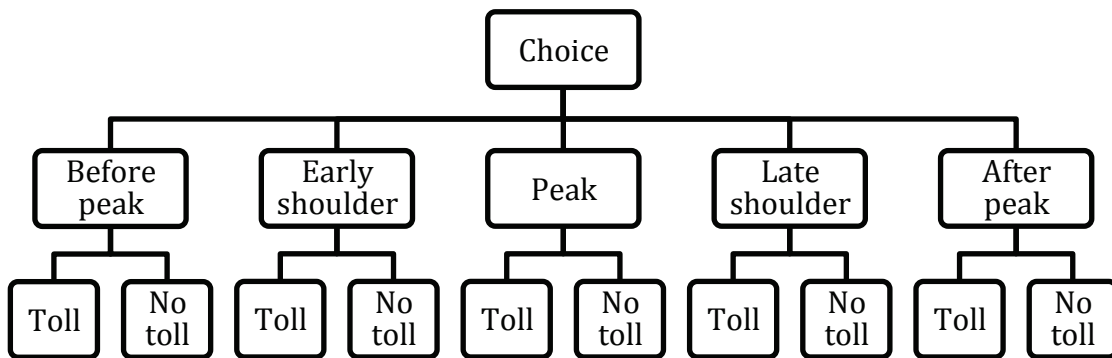 Choice
Before
peak
Early
shoulder
Peak
Late
shoulder
After
peak
Toll
No
toll
Toll
No
toll
Toll
No
toll
Toll
No
toll
Toll
No
toll